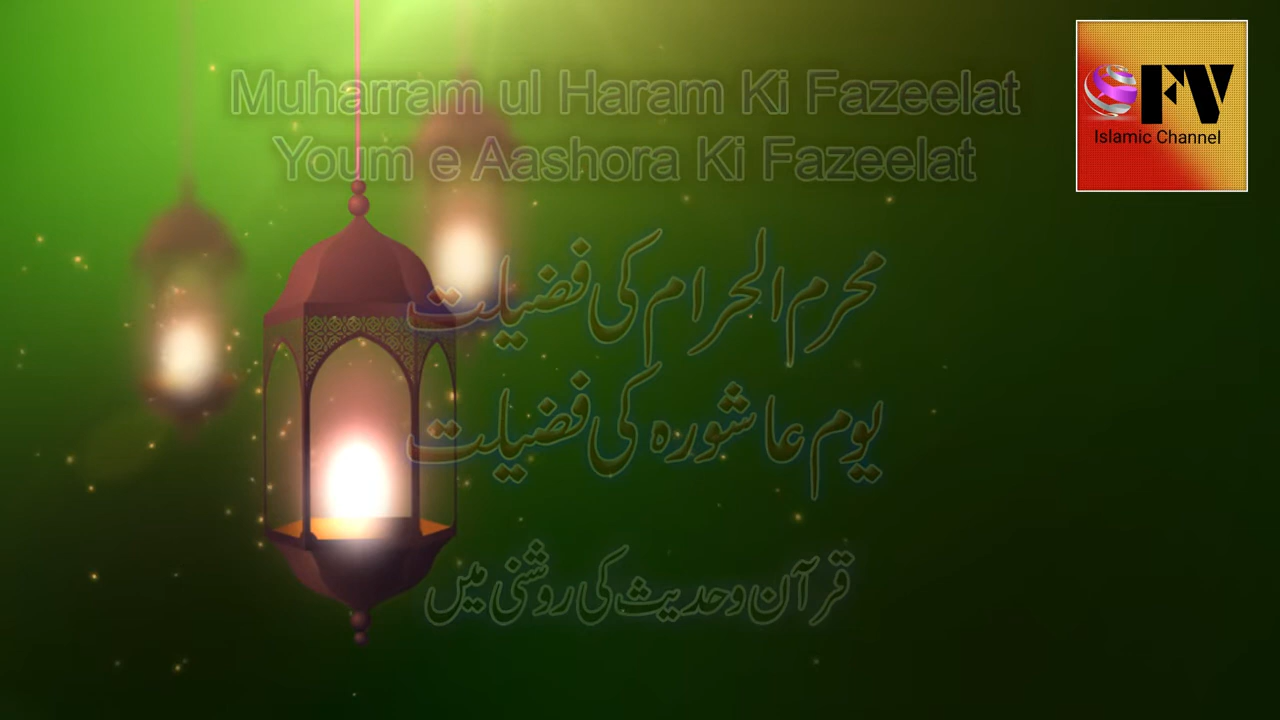 Muharram ul Haram Ki Fazeelat
Youm e Aashora Ki Fazeelat
محرم الحرام کی فضیلت
یوم عاشورہ کی فضیلت
قرآن و حدیث کی روشنی میں
FV
Islamic Channel